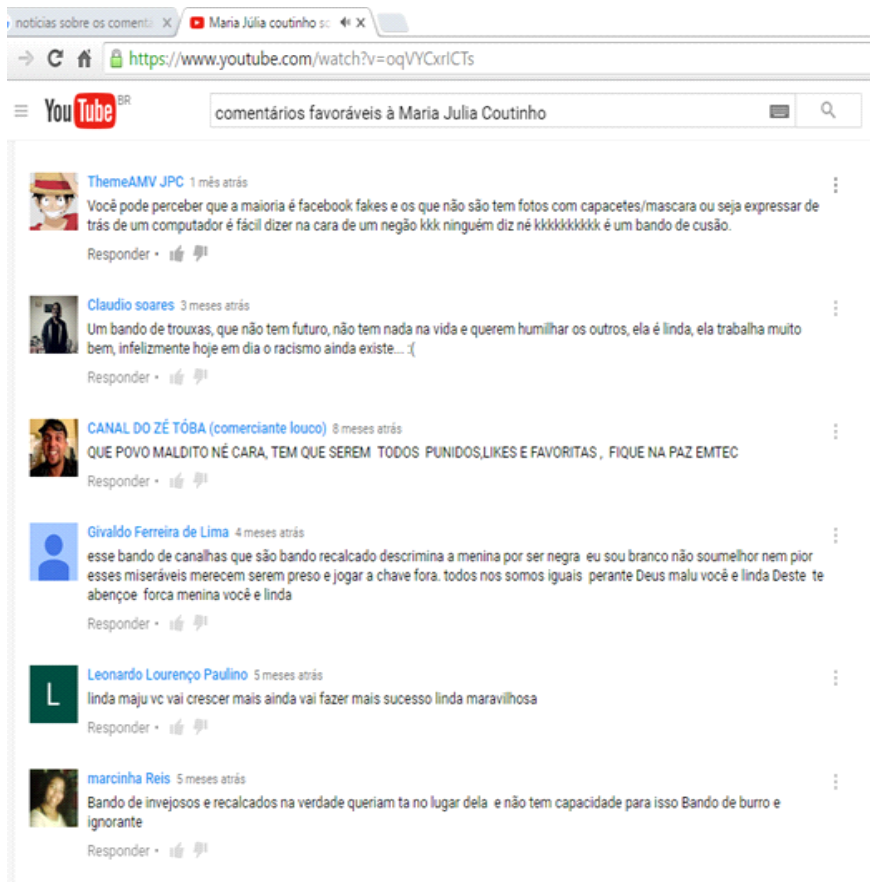 noticias sobre os comenta
Maria Júlia coutinho so
https://www.youtube.com/watch?v=oqVYCxrICTs
YouTube BR
comentários favoráveis à Maria Julia Coutinho
ThemeAMV JPC 1 mês atrás
Você pode perceber que a maioria é facebook fakes e os que não são tem fotos com capacetes/mascara ou seja expressar de
trás de um computador é fácil dizer na cara de um negão kkk ninguém diz né kkkkkkkkkk é um bando de cusão.
Responder •
Claudio soares 3 meses atrás
Um bando de trouxas, que não tem futuro, não tem nada na vida e querem humilhar os outros, ela é linda, ela trabalha muito
bem, infelizmente hoje em dia o racismo ainda existe.... :(
Responder •
CANAL DO ZÉ TÓBA (comerciante louco) 8 meses atrás
QUE POVO MALDITO NÉ CARA, TEM QUE SEREM TODOS PUNIDOS,LIKES E FAVORITAS , FIQUE NA PAZ EMTEC
Responder •
Givaldo Ferreira de Lima 4 meses atrás
esse bando de canalhas que são bando recalcado descrimina a menina por ser negra eu sou branco não soumelhor nem pior
esses miseráveis merecem serem preso e jogar a chave fora. todos nos somos iguais perante Deus malu você e linda Deste te
abençoe forca menina você e linda
Responder •
L
Leonardo Lourenço Paulino 5 meses atrás
linda maju vc vai crescer mais ainda vai fazer mais sucesso linda maravilhosa
Responder •
marcinha Reis 5 meses atrás
Bando de invejosos e recalcados na verdade queriam ta no lugar dela e não tem capacidade para isso Bando de burro e
ignorante
Responder •